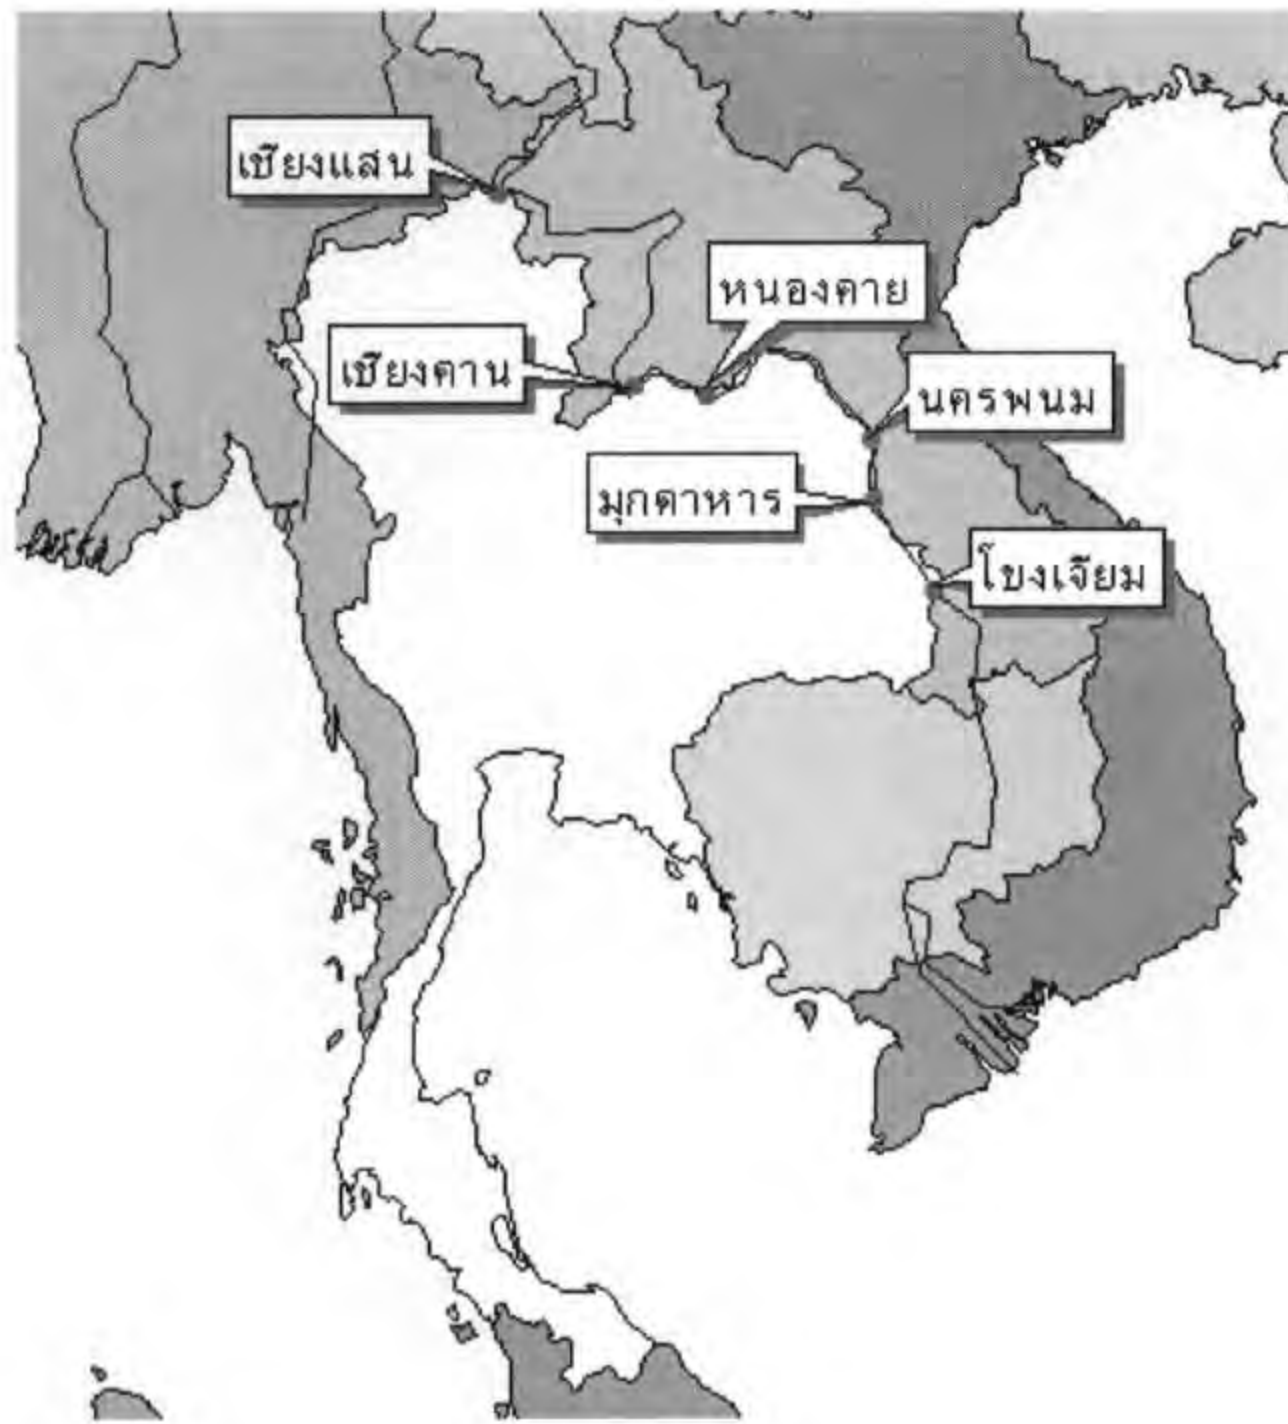 เชียงแสน
หนองคาย
เชียงคาน
นครพนม
มุกดาหาร
โขงเจียม